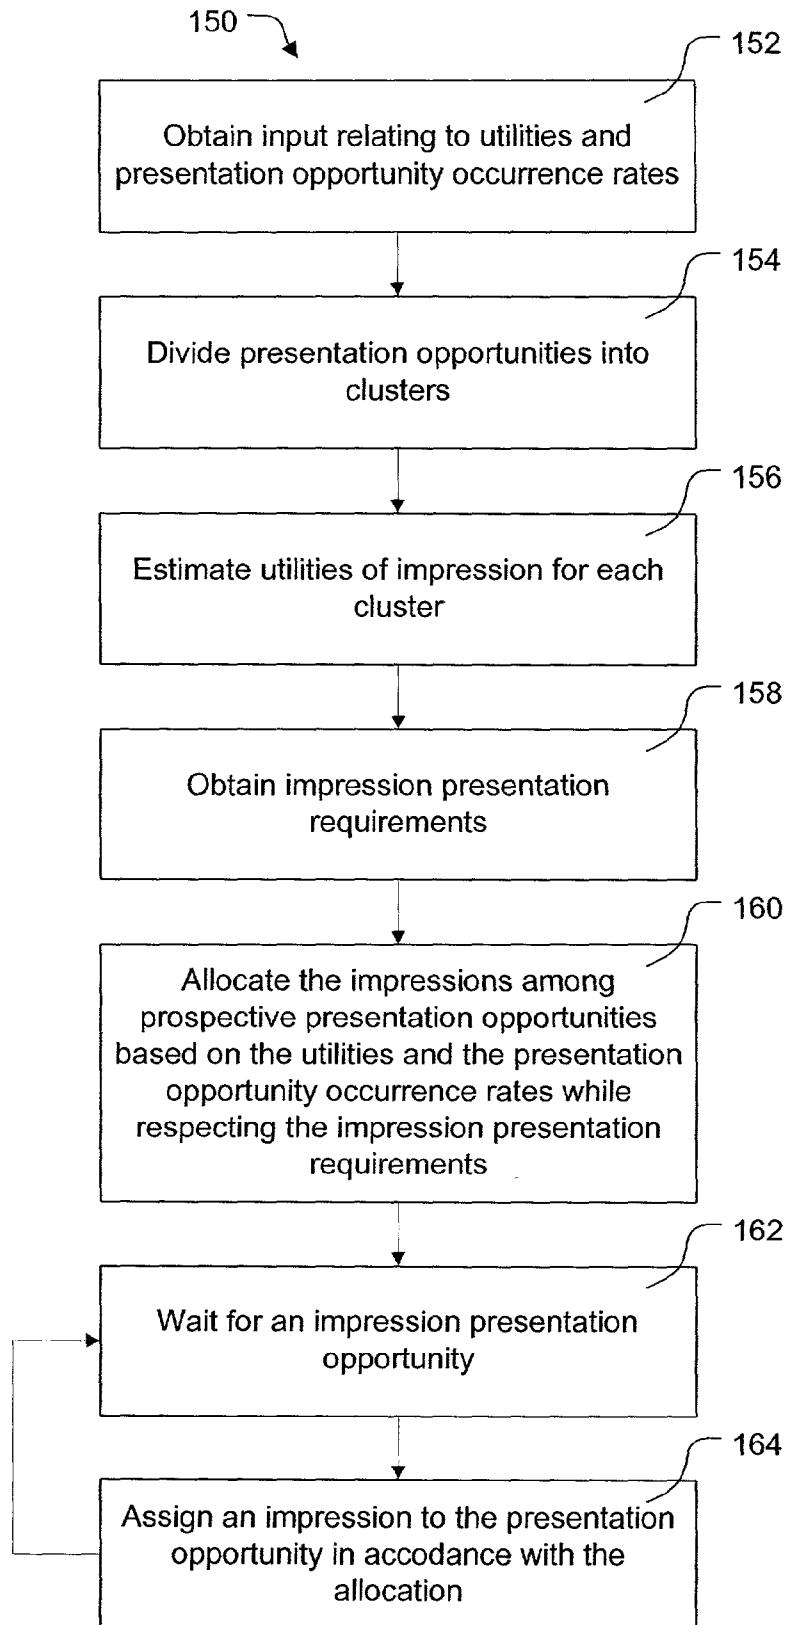 150
152
Obtain input relating to utilities and
presentation opportunity occurrence rates
154
Divide presentation opportunities into
clusters
156
Estimate utilities of impression for each
cluster
158
Obtain impression presentation
requirements
160
Allocate the impressions among
prospective presentation opportunities
based on the utilities and the presentation
opportunity occurrence rates while
respecting the impression presentation
requirements
162
Wait for an impression presentation
opportunity
164
Assign an impression to the presentation
opportunity in accodance with the
allocation